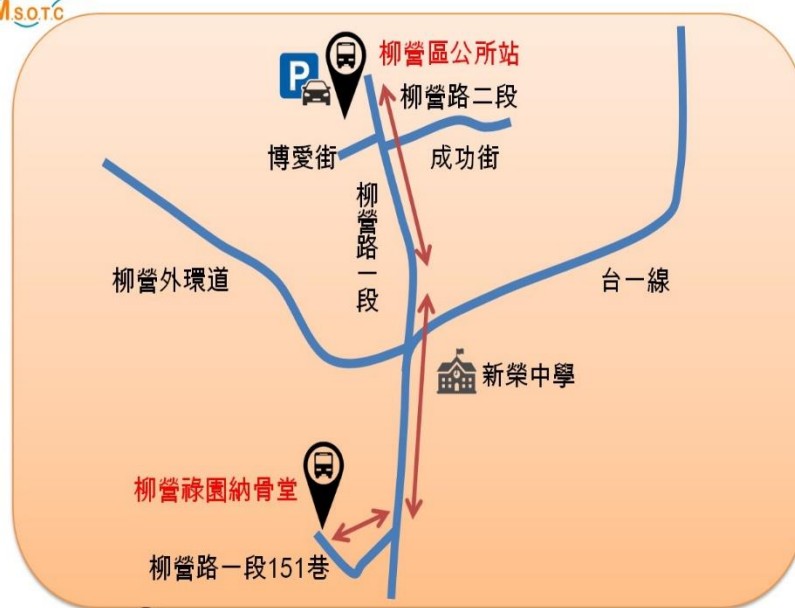 M.S.O.T.C
P
柳營區公所站
柳營路二段
博愛街
成功街
柳營路一段
柳營外環道
台一線
新榮中學
柳營祿園納骨堂
柳營路一段151巷